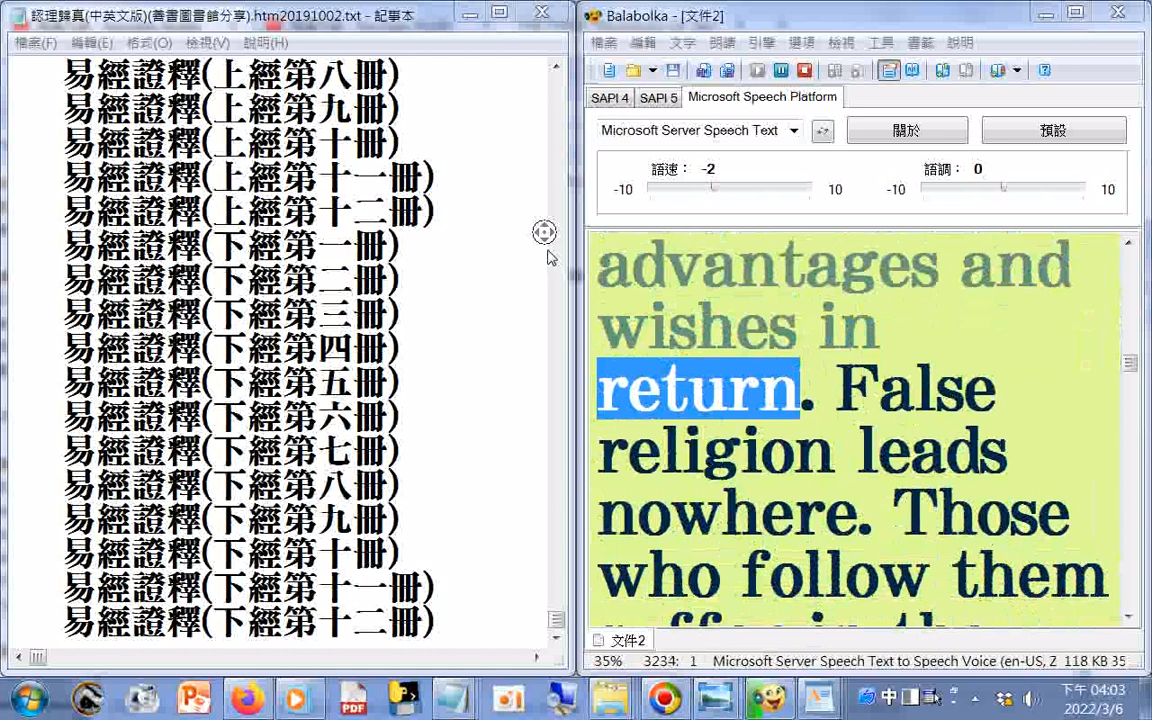 認理歸真(中英文版)(善書圖書館分享).htm20191002.txt - 記事本
檔案(F) 編輯(E) 格式(O) 檢視(V) 說明(H)
易經證釋(上經第八冊)
易經證釋(上經第九冊)
易經證釋(上經第十冊)
易經證釋(上經第十一冊)
易經證釋(上經第十二冊)
易經證釋(下經第一冊)
易經證釋(下經第二冊)
易經證釋(下經第三冊)
易經證釋(下經第四冊)
易經證釋(下經第五冊)
易經證釋(下經第六冊)
易經證釋(下經第七冊)
易經證釋(下經第八冊)
易經證釋(下經第九冊)
易經證釋(下經第十冊)
易經證釋(下經第十一冊)
易經證釋(下經第十二冊)
Balabolka - [文件2]
檔案 編輯 文字 朗讀 引擎 選項 檢視 工具 書籤 說明
SAPI 4 SAPI 5 Microsoft Speech Platform
Microsoft Server Speech Text 關於 預設
語速： -2 語調： 0
-10 10 -10 10
advantages and
wishes in
return. False
religion leads
nowhere. Those
who follow them
文件2
35% 3234: 1 Microsoft Server Speech Text to Speech Voice (en-US, Z 118 KB 35
中 下午 04:03
2022/3/6